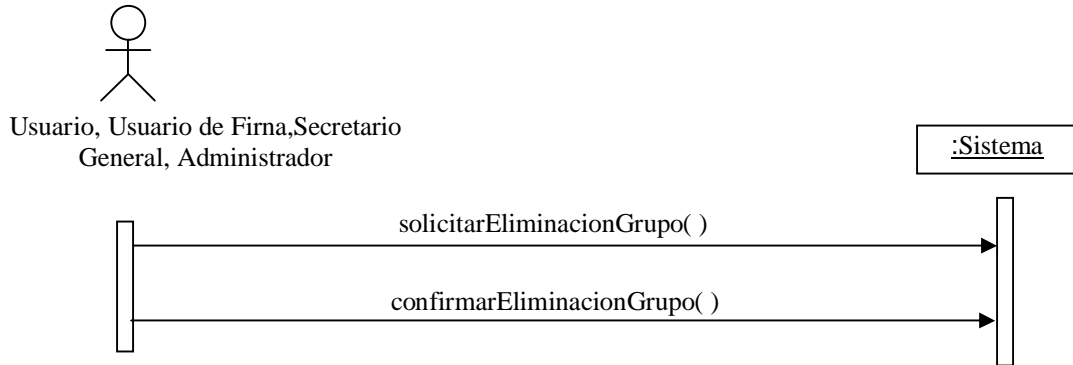 Usuario, Usuario de Firna,Secretario
General, Administrador
:Sistema
solicitarEliminacionGrupo( )
confirmarEliminacionGrupo( )